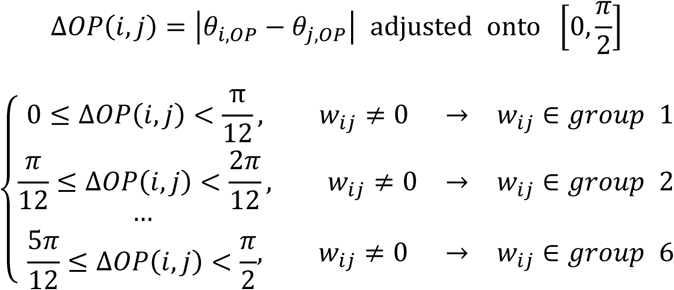 ΔOP(i,j) = |θ_{i,OP} − θ_{j,OP}| adjusted onto [0, π/2]
0 ≤ ΔOP(i,j) < π/12, w_{ij} ≠ 0 → w_{ij} ∈ group 1
π/12 ≤ ΔOP(i,j) < 2π/12, w_{ij} ≠ 0 → w_{ij} ∈ group 2
...
5π/12 ≤ ΔOP(i,j) < π/2, w_{ij} ≠ 0 → w_{ij} ∈ group 6